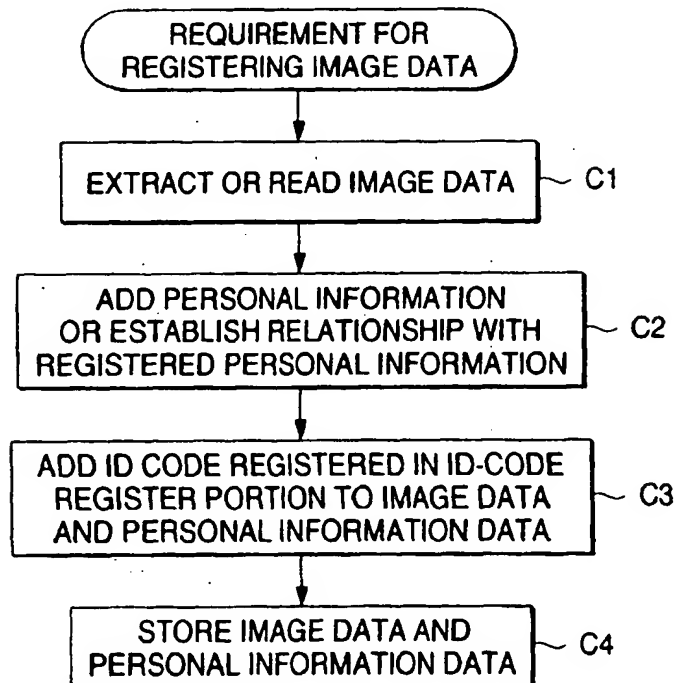 REQUIREMENT FOR
REGISTERING IMAGE DATA
EXTRACT OR READ IMAGE DATA
C1
ADD PERSONAL INFORMATION
OR ESTABLISH RELATIONSHIP WITH
REGISTERED PERSONAL INFORMATION
C2
ADD ID CODE REGISTERED IN ID-CODE
REGISTER PORTION TO IMAGE DATA
AND PERSONAL INFORMATION DATA
C3
STORE IMAGE DATA AND
PERSONAL INFORMATION DATA
C4